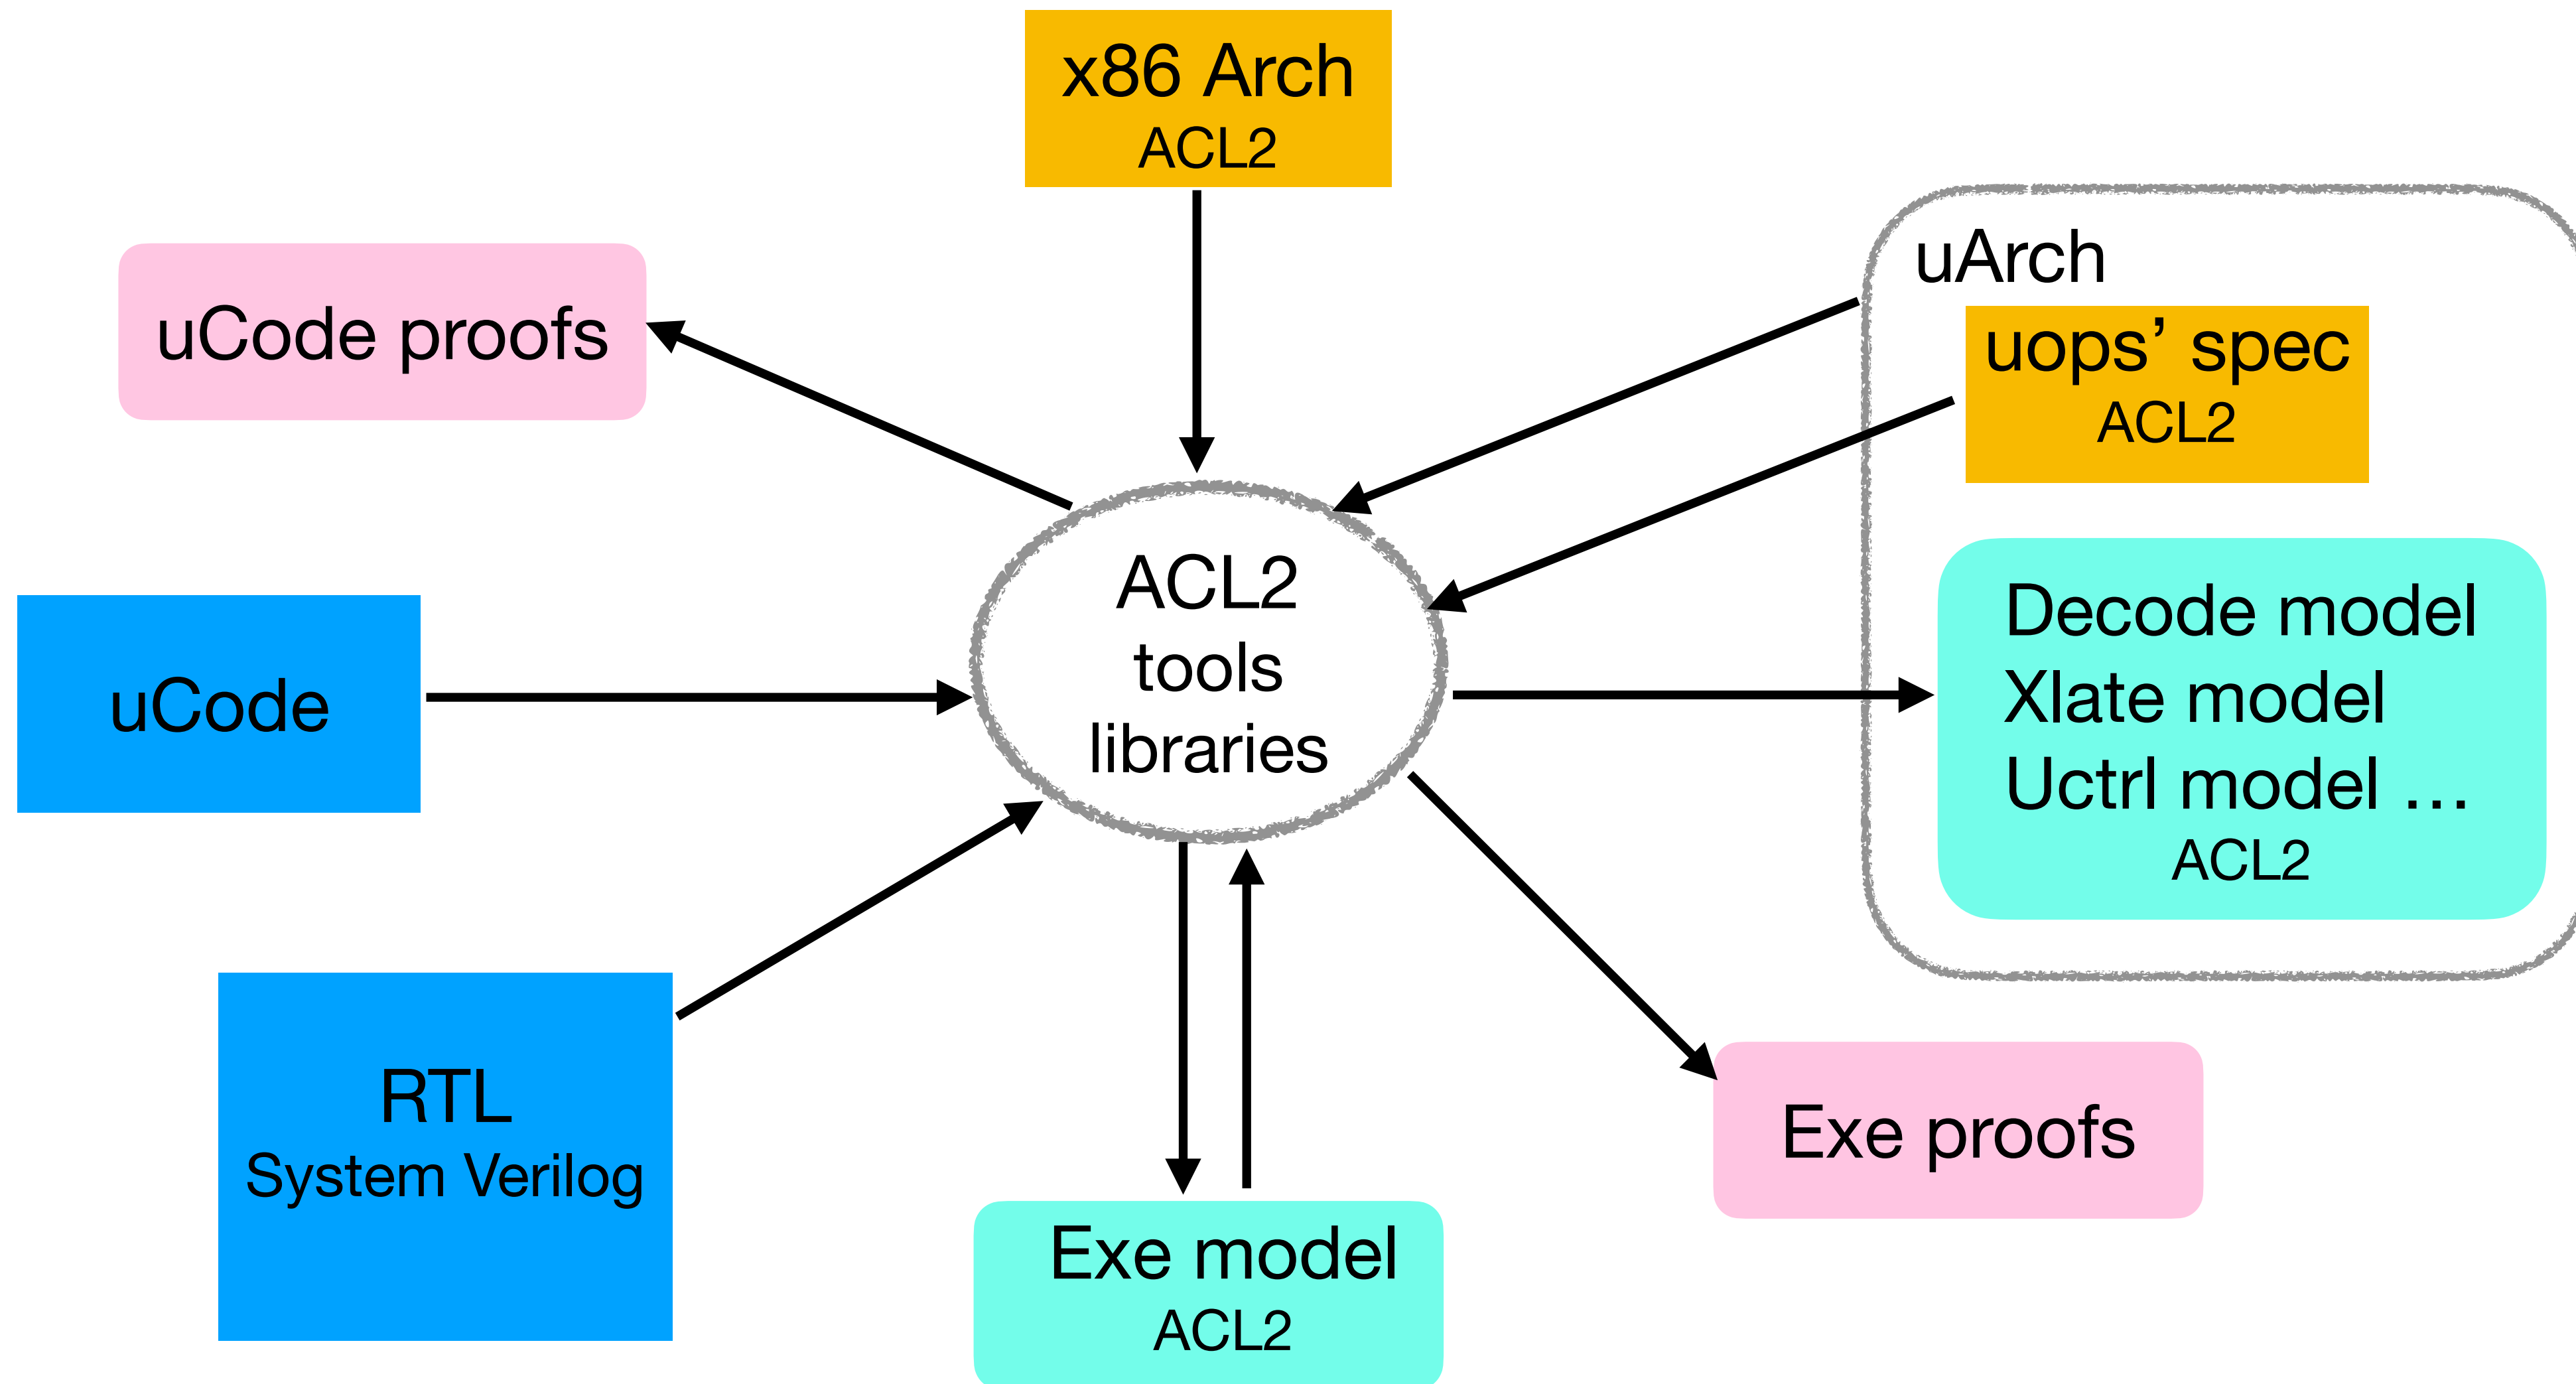 x86 Arch
ACL2
uCode proofs
uArch
uops’ spec
ACL2
ACL2
tools
libraries
Decode model
Xlate model
Uctrl model …
ACL2
uCode
RTL
System Verilog
Exe proofs
Exe model
ACL2